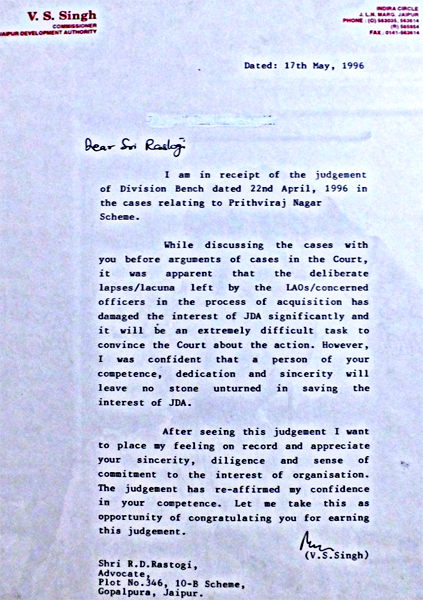 V. S. Singh
COMMISSIONER
JAIPUR DEVELOPMENT AUTHORITY
INDIRA CIRCLE
J. L. N. MARG, JAIPUR
PHONE : (O) 563035, 563614
FAX : 0141-563614
Dated: 17th May, 1996
Dear Sri Rastogi
I am in receipt of the judgement
of Division Bench dated 22nd April, 1996 in
the cases relating to Prithviraj Nagar
Scheme.
While discussing the cases with
you before arguments of cases in the Court,
it was apparent that the deliberate
lapses/lacuna left by the LAOs/concerned
officers in the process of acquisition has
damaged the interest of JDA significantly and
it will be an extremely difficult task to
convince the Court about the action. However,
I was confident that a person of your
competence, dedication and sincerity will
leave no stone unturned in saving the
interest of JDA.
After seeing this judgement I want
to place my feeling on record and appreciate
your sincerity, diligence and sense of
commitment to the interest of organisation.
The judgement has re-affirmed my confidence
in your competence. Let me take this as
opportunity of congratulating you for earning
this judgement.
(V.S.Singh)
Shri R.D.Rastogi,
Advocate,
Plot No.346, 10-B Scheme,
Gopalpura, Jaipur.